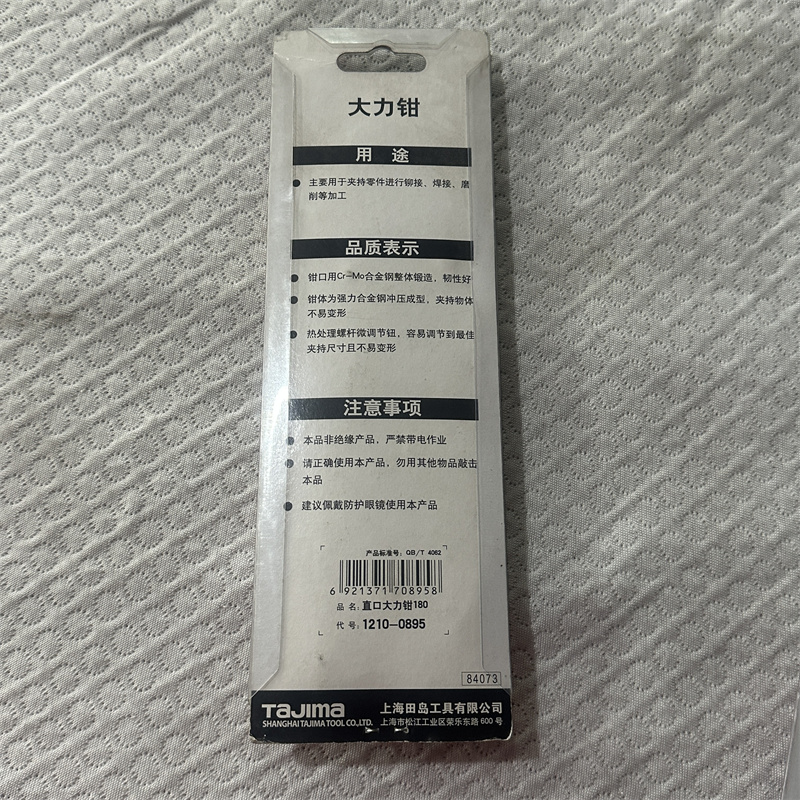 大力钳
用 途
主要用于夹持零件进行铆接、焊接、磨
削等加工
品质表示
钳口用Cr-Mo合金钢整体锻造，韧性好
钳体为强力合金钢冲压成型，夹持物体
不易变形
热处理螺杆微调节钮，容易调节到最佳
夹持尺寸且不易变形
注意事项
本品非绝缘产品，严禁带电作业
请正确使用本产品，勿用其他物品敲击
本品
建议佩戴防护眼镜使用本产品
产品标准号：QB/T 4062
6 921371 708958
品 名：直口大力钳180
代 号：1210-0895
84073
TaJIma 上海田岛工具有限公司
SHANGHAI TAJIMA TOOL CO.,LTD. 上海市松江工业区荣乐东路 600 号